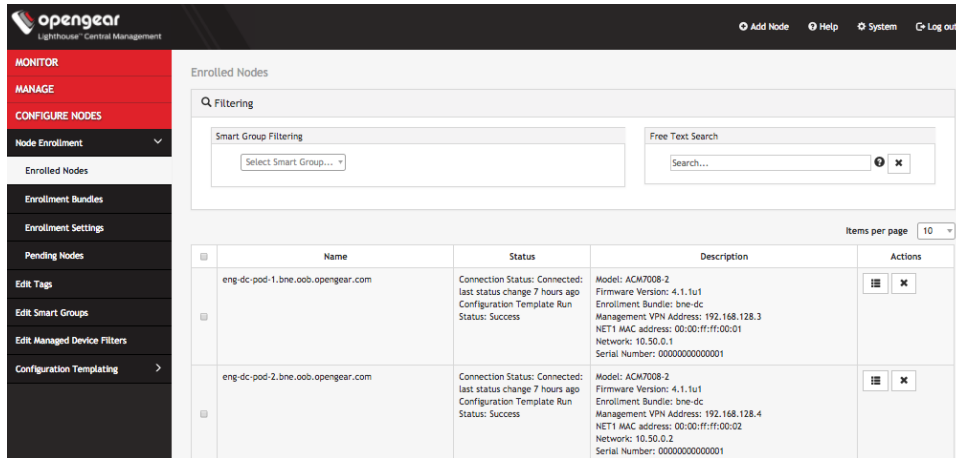 opengear
Lighthouse™ Central Management
Add Node
Help
System
Log out
MONITOR
MANAGE
CONFIGURE NODES
Node Enrollment
Enrolled Nodes
Enrollment Bundles
Enrollment Settings
Pending Nodes
Edit Tags
Edit Smart Groups
Edit Managed Device Filters
Configuration Templating
Enrolled Nodes
Filtering
Smart Group Filtering
Select Smart Group...
Free Text Search
Search...
Items per page 10
Name Status Description Actions
eng-dc-pod-1.bne.oob.opengear.com
Connection Status: Connected:
last status change 7 hours ago
Configuration Template Run
Status: Success
Model: ACM7008-2
Firmware Version: 4.1.1u1
Enrollment Bundle: bne-dc
Management VPN Address: 192.168.128.3
NET1 MAC address: 00:00:ff:ff:00:01
Network: 10.50.0.1
Serial Number: 00000000000001
eng-dc-pod-2.bne.oob.opengear.com
Connection Status: Connected:
last status change 7 hours ago
Configuration Template Run
Status: Success
Model: ACM7008-2
Firmware Version: 4.1.1u1
Enrollment Bundle: bne-dc
Management VPN Address: 192.168.128.4
NET1 MAC address: 00:00:ff:ff:00:02
Network: 10.50.0.2
Serial Number: 00000000000002